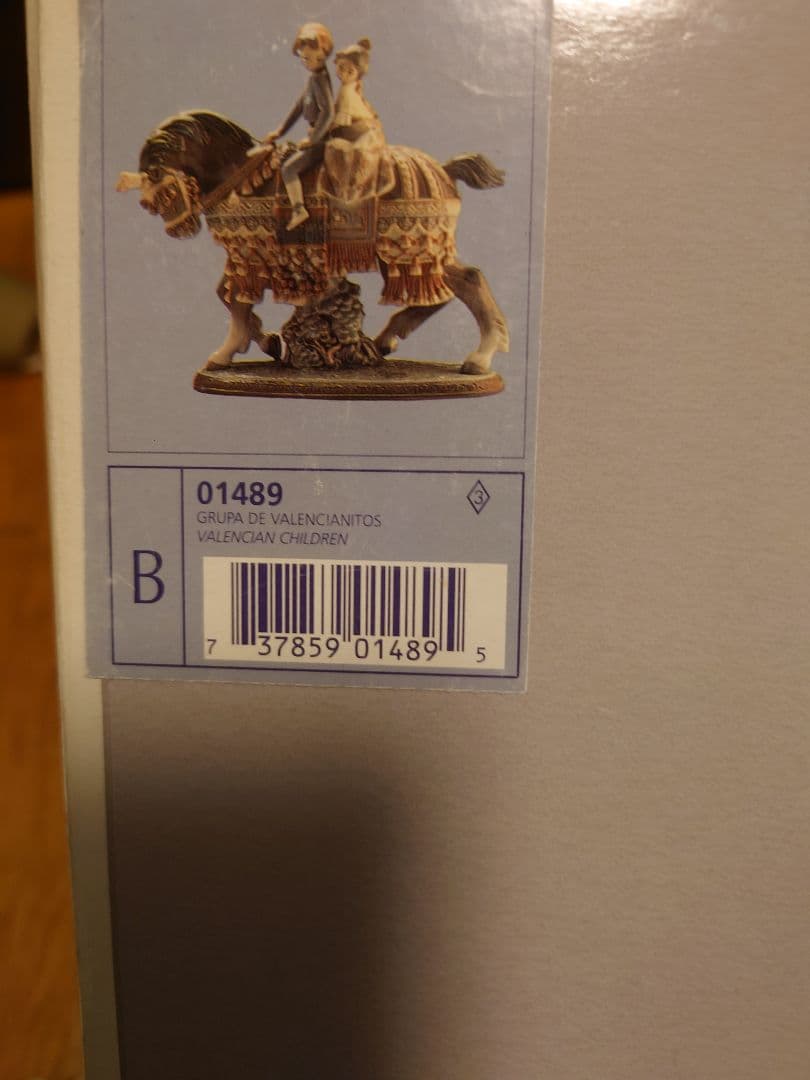 01489
3
GRUPA DE VALENCIANITOS
VALENCIAN CHILDREN
B
7 37859 01489 5